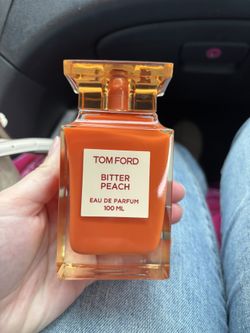 TOM FORD
BITTER
PEACH
EAU DE PARFUM
100 ML